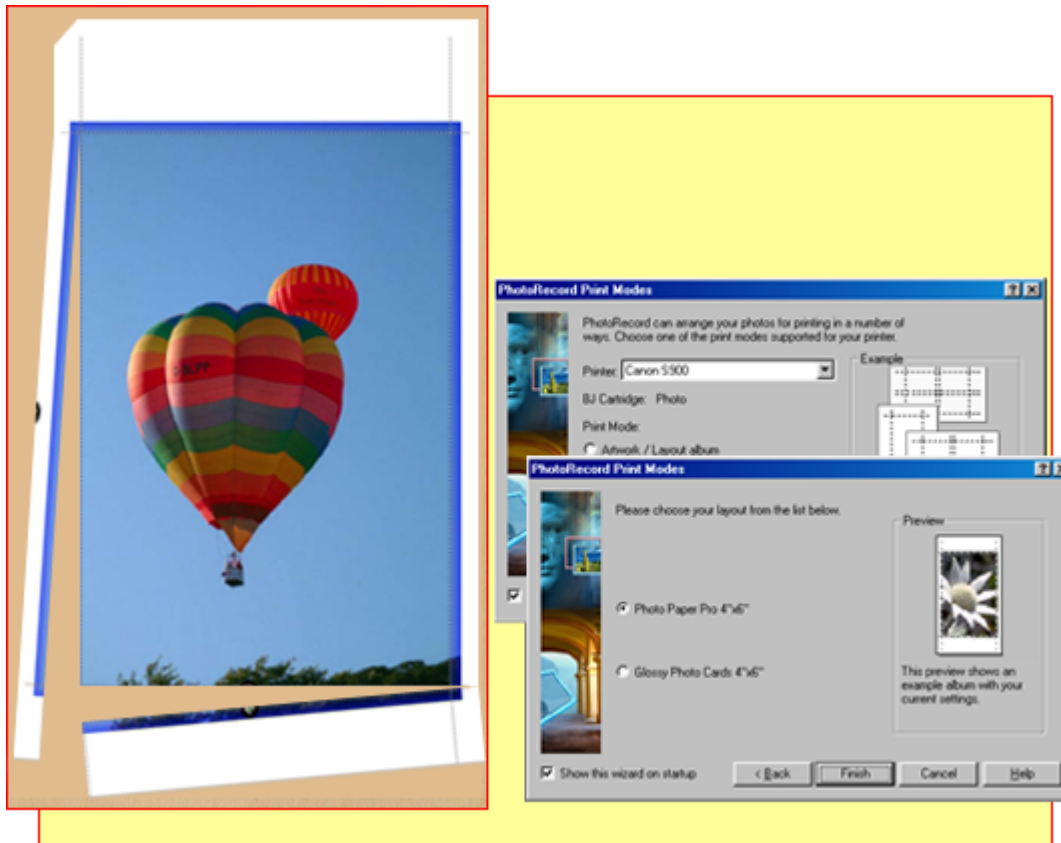 G-BLPP
PhotoRecord Print Modes
PhotoRecord can arrange your photos for printing in a number of
ways. Choose one of the print modes supported for your printer.
Printer: Canon S900
Example
BJ Cartridge: Photo
Print Mode:
Artwork / Layout album
PhotoRecord Print Modes
Please choose your layout from the list below.
Preview
Photo Paper Pro 4"x6"
Glossy Photo Cards 4"x6"
This preview shows an
example album with your
current settings.
Show this wizard on startup
< Back
Finish
Cancel
Help